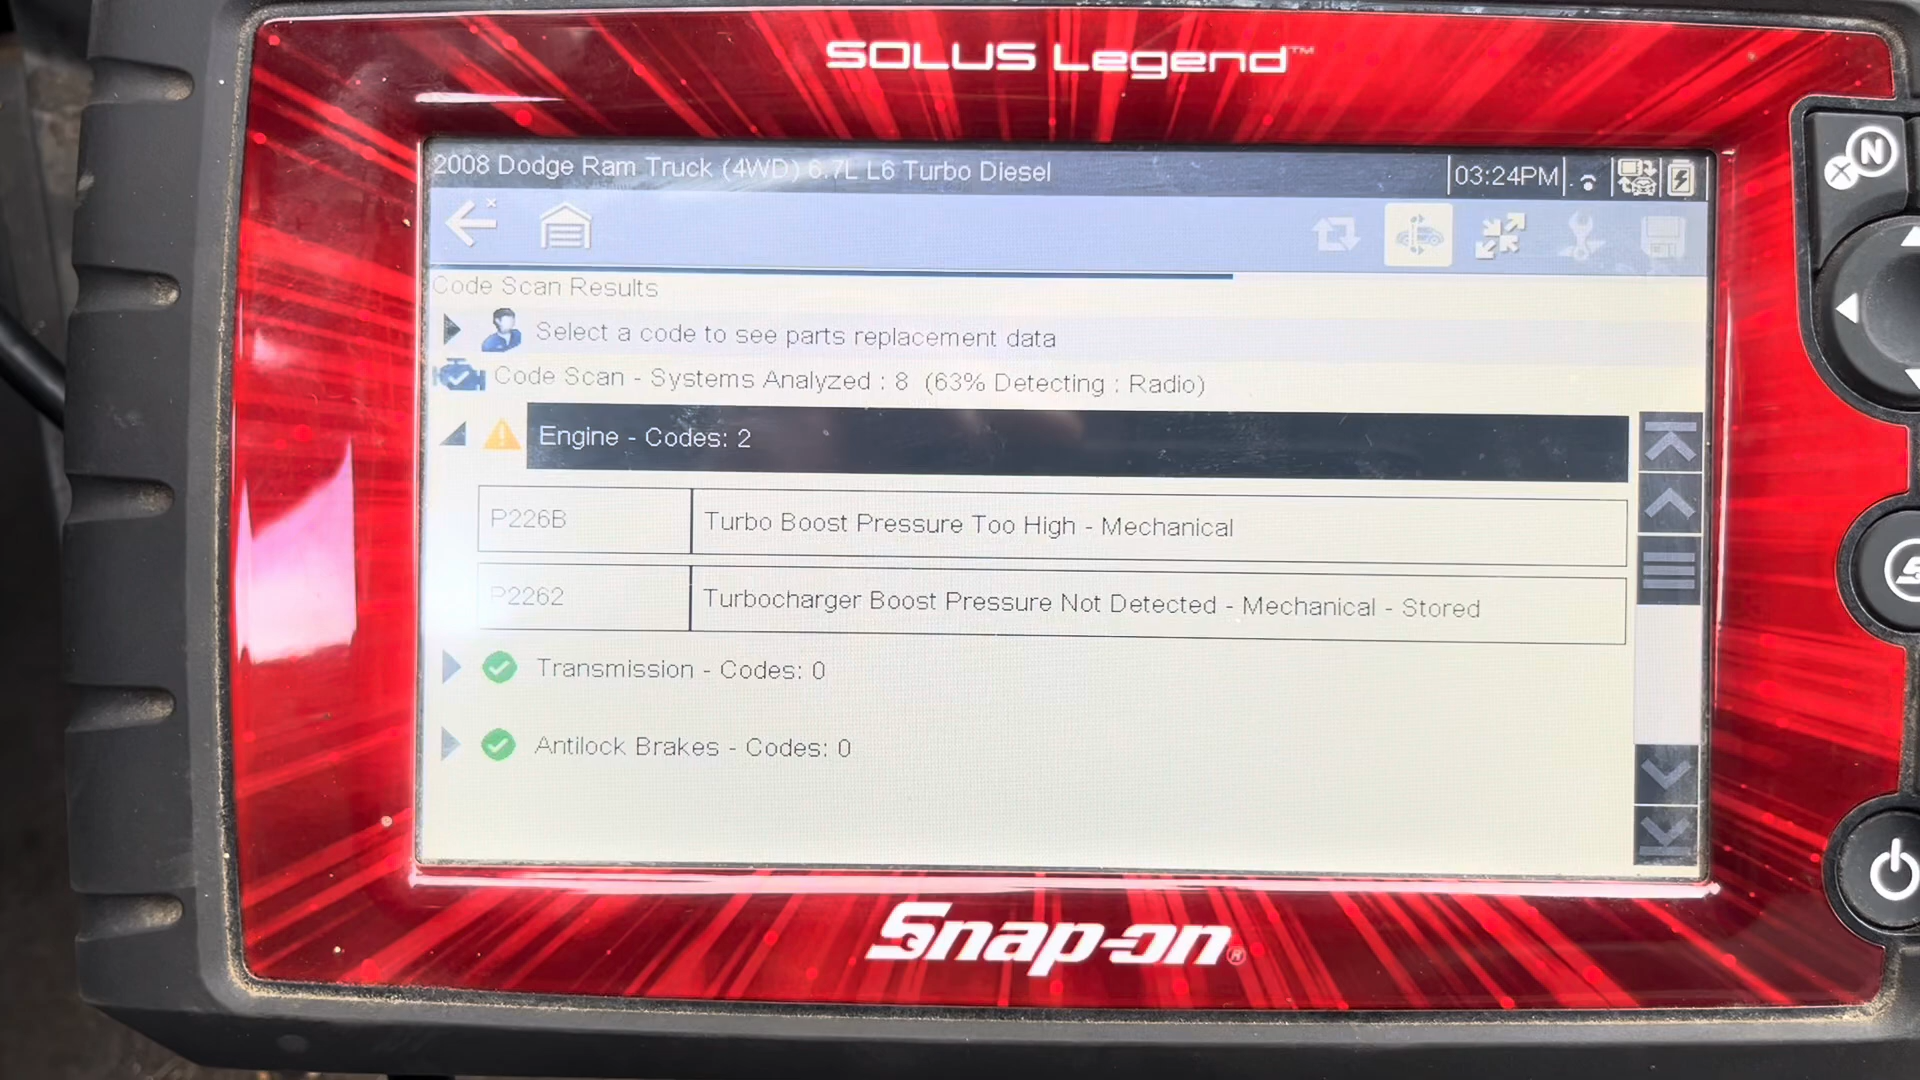 SOLUS Legend™
N
2008 Dodge Ram Truck (4WD) 6.7L L6 Turbo Diesel
03:24PM
Code Scan Results
Select a code to see parts replacement data
Code Scan - Systems Analyzed : 8 (63% Detecting : Radio)
Engine - Codes: 2
P226B Turbo Boost Pressure Too High - Mechanical
P2262 Turbocharger Boost Pressure Not Detected - Mechanical - Stored
Transmission - Codes: 0
Antilock Brakes - Codes: 0
Snap-on®